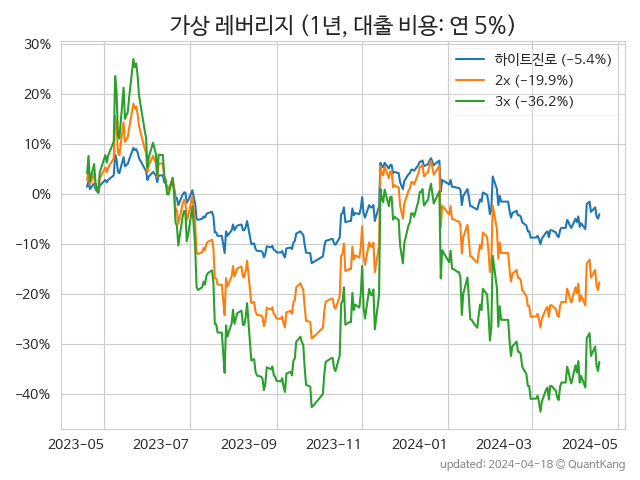 가상 레버리지 (1년, 대출 비용: 연 5%)
30%
20%
10%
0%
−10%
−20%
−30%
−40%
하이트진로 (−5.4%)
2x (−19.9%)
3x (−36.2%)
2023-05 2023-07 2023-09 2023-11 2024-01 2024-03 2024-05
updated: 2024-04-18 © QuantKang